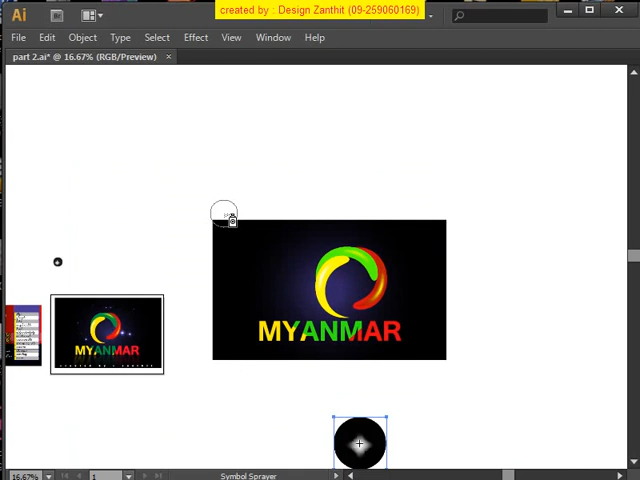 created by : Design Zanthit (09-259060169)
Ai
Br
File Edit Object Type Select Effect View Window Help
part 2.ai* @ 16.67% (RGB/Preview) ×
MYANMAR
MYANMAR
16.67% 1 Symbol Sprayer